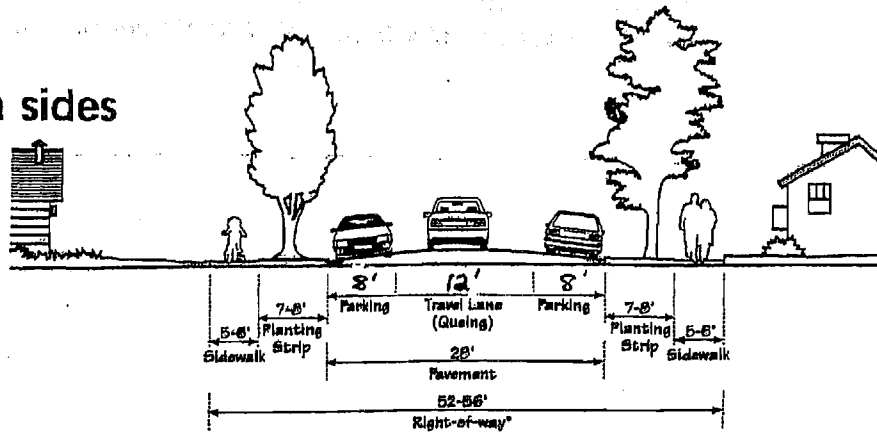 sides
8' 12' 8'
Parking Travel Lane Parking
(Queing)
7-8' 7-8'
Planting Strip
Planting Strip
5-6' 5-6'
Sidewalk Sidewalk
28'
Pavement
52-56'
Right-of-way*